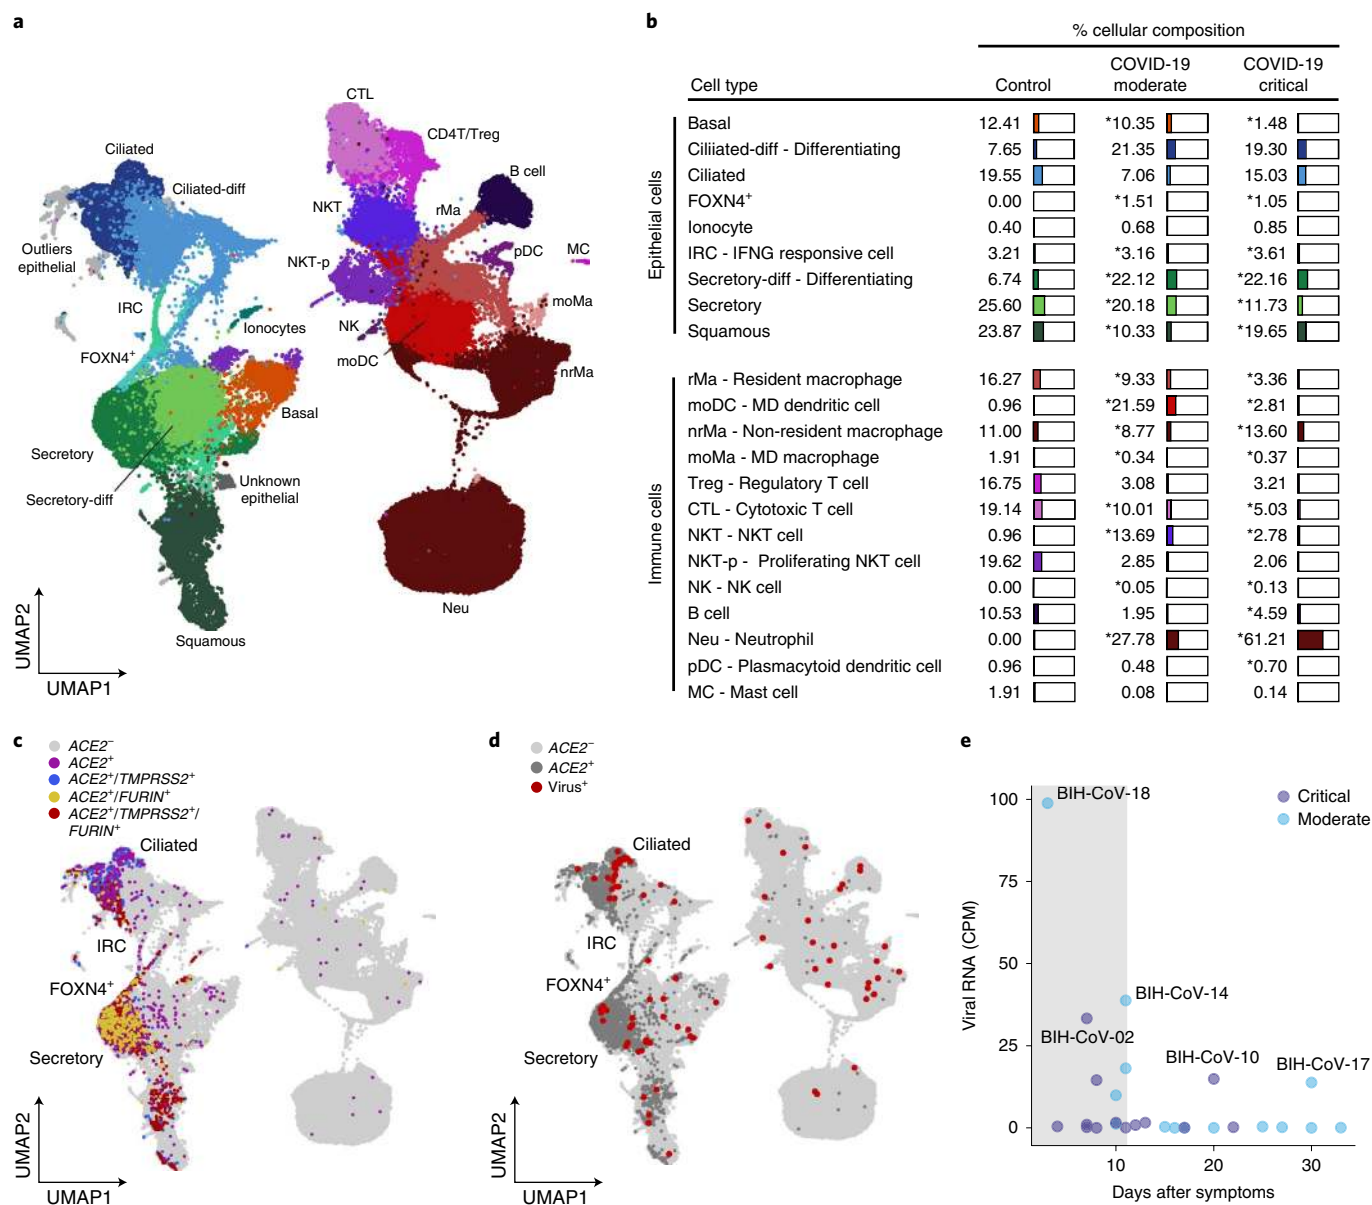 a
CTL
CD4T/Treg
Ciliated
B cell
Ciliated-diff
NKT
rMa
Outliers
epithelial
pDC
MC
NKT-p
IRC
moMa
Ionocytes
NK
FOXN4+
moDC
nrMa
Basal
Secretory
Unknown
epithelial
Secretory-diff
Neu
Squamous
UMAP2
UMAP1
b
% cellular composition
Cell type
Control
COVID-19
moderate
COVID-19
critical
Epithelial cells
Basal 12.41 *10.35 *1.48
Ciliiated-diff - Differentiating 7.65 21.35 19.30
Ciliated 19.55 7.06 15.03
FOXN4+ 0.00 *1.51 *1.05
Ionocyte 0.40 0.68 0.85
IRC - IFNG responsive cell 3.21 *3.16 *3.61
Secretory-diff - Differentiating 6.74 *22.12 *22.16
Secretory 25.60 *20.18 *11.73
Squamous 23.87 *10.33 *19.65
Immune cells
rMa - Resident macrophage 16.27 *9.33 *3.36
moDC - MD dendritic cell 0.96 *21.59 *2.81
nrMa - Non-resident macrophage 11.00 *8.77 *13.60
moMa - MD macrophage 1.91 *0.34 *0.37
Treg - Regulatory T cell 16.75 3.08 3.21
CTL - Cytotoxic T cell 19.14 *10.01 *5.03
NKT - NKT cell 0.96 *13.69 *2.78
NKT-p - Proliferating NKT cell 19.62 2.85 2.06
NK - NK cell 0.00 *0.05 *0.13
B cell 10.53 1.95 *4.59
Neu - Neutrophil 0.00 *27.78 *61.21
pDC - Plasmacytoid dendritic cell 0.96 0.48 *0.70
MC - Mast cell 1.91 0.08 0.14
c
ACE2−
ACE2+
ACE2+/TMPRSS2+
ACE2+/FURIN+
ACE2+/TMPRSS2+/
FURIN+
Ciliated
IRC
FOXN4+
Secretory
UMAP2
UMAP1
d
ACE2−
ACE2+
Virus+
Ciliated
IRC
FOXN4+
Secretory
UMAP2
UMAP1
e
Viral RNA (CPM)
100
75
50
25
0
BIH-CoV-18
Critical
Moderate
BIH-CoV-14
BIH-CoV-02
BIH-CoV-10
BIH-CoV-17
10 20 30
Days after symptoms